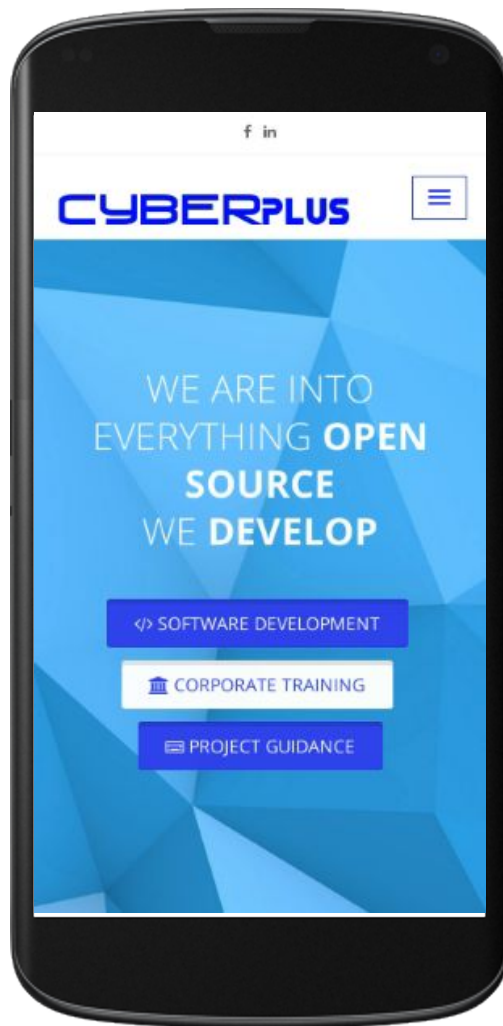 f in
CYBERPLUS
WE ARE INTO
EVERYTHING OPEN
SOURCE
WE DEVELOP
</> SOFTWARE DEVELOPMENT
CORPORATE TRAINING
PROJECT GUIDANCE